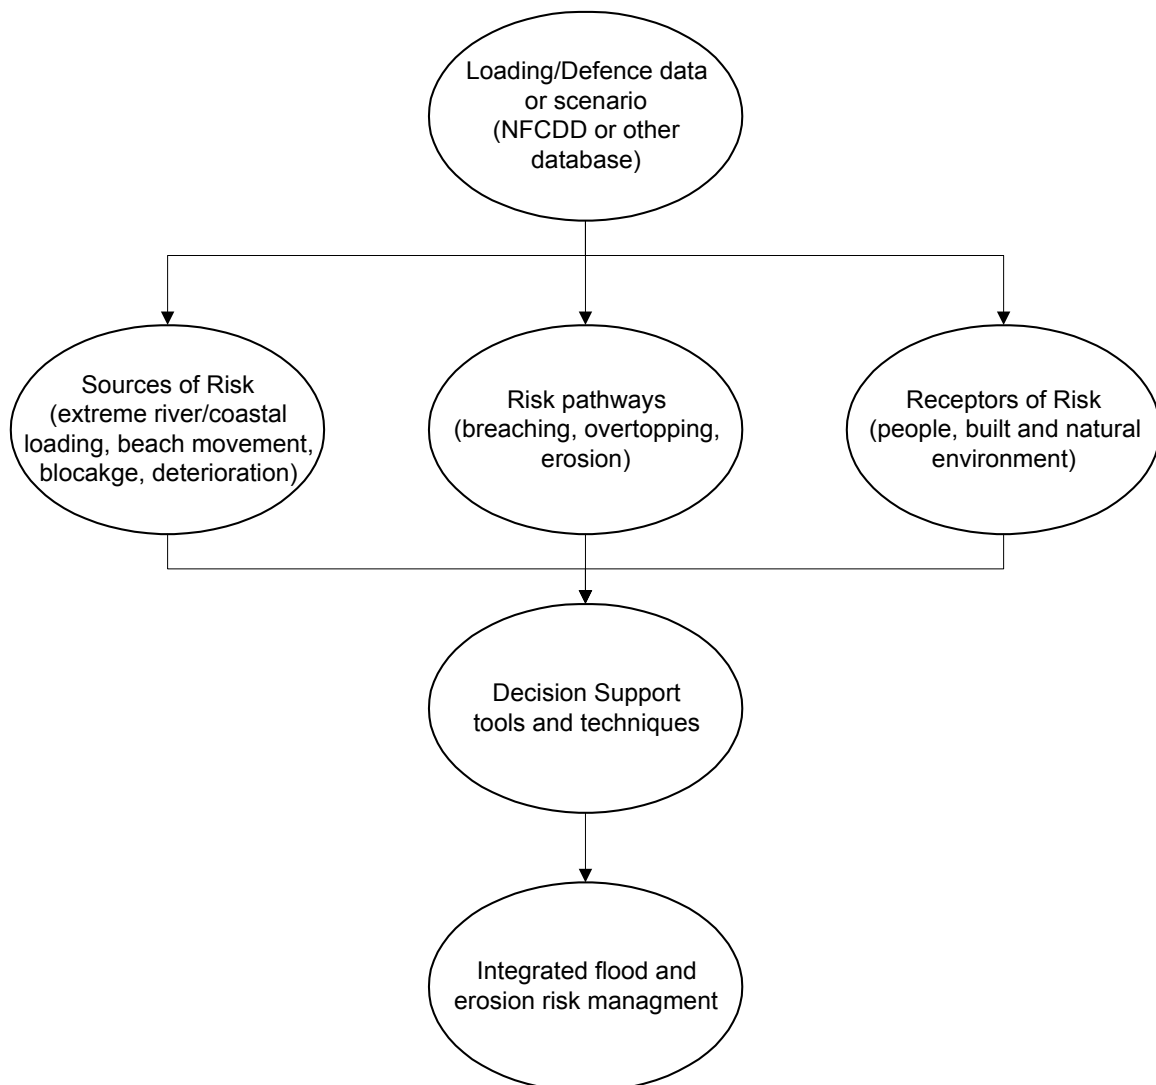 Loading/Defence data
or scenario
(NFCDD or other
database)
Sources of Risk
(extreme river/coastal
loading, beach movement,
blocakge, deterioration)
Risk pathways
(breaching, overtopping,
erosion)
Receptors of Risk
(people, built and natural
environment)
Decision Support
tools and techniques
Integrated flood and
erosion risk managment